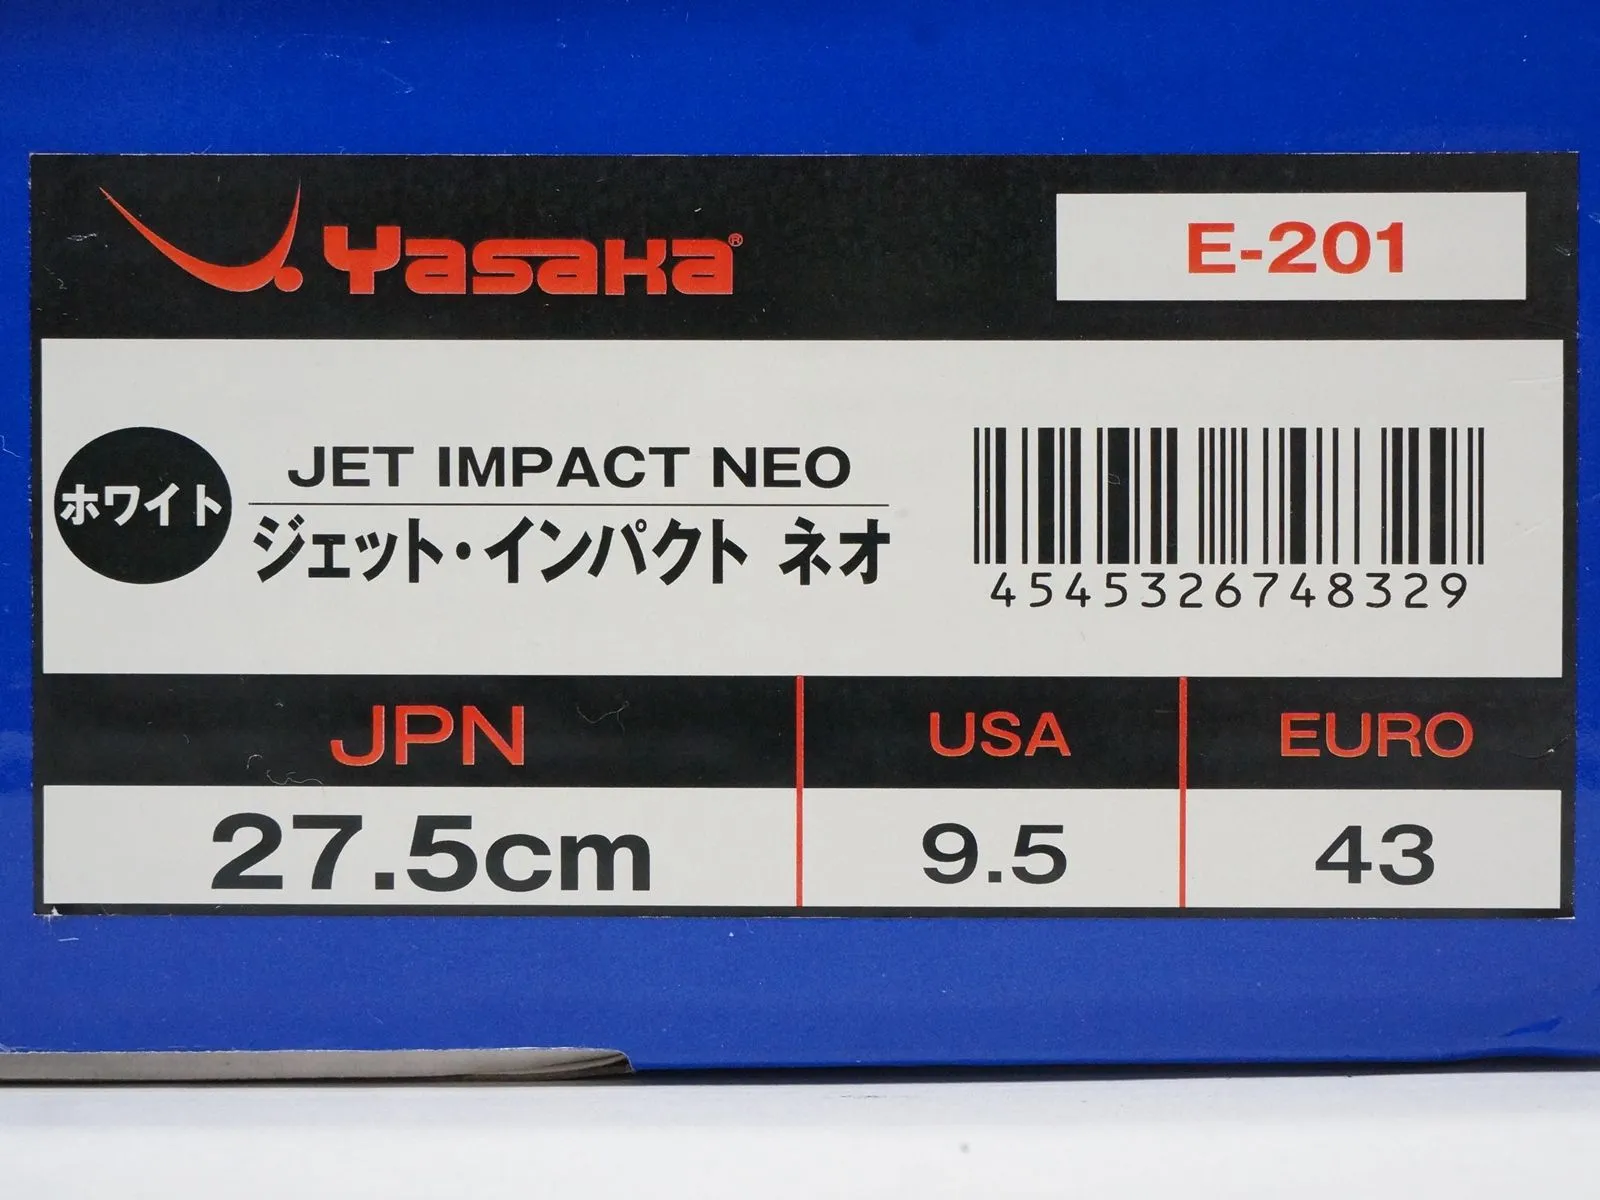 Yasaka®
E-201
ホワイト
JET IMPACT NEO
ジェット・インパクト ネオ
4545326748329
JPN USA EURO
27.5cm 9.5 43